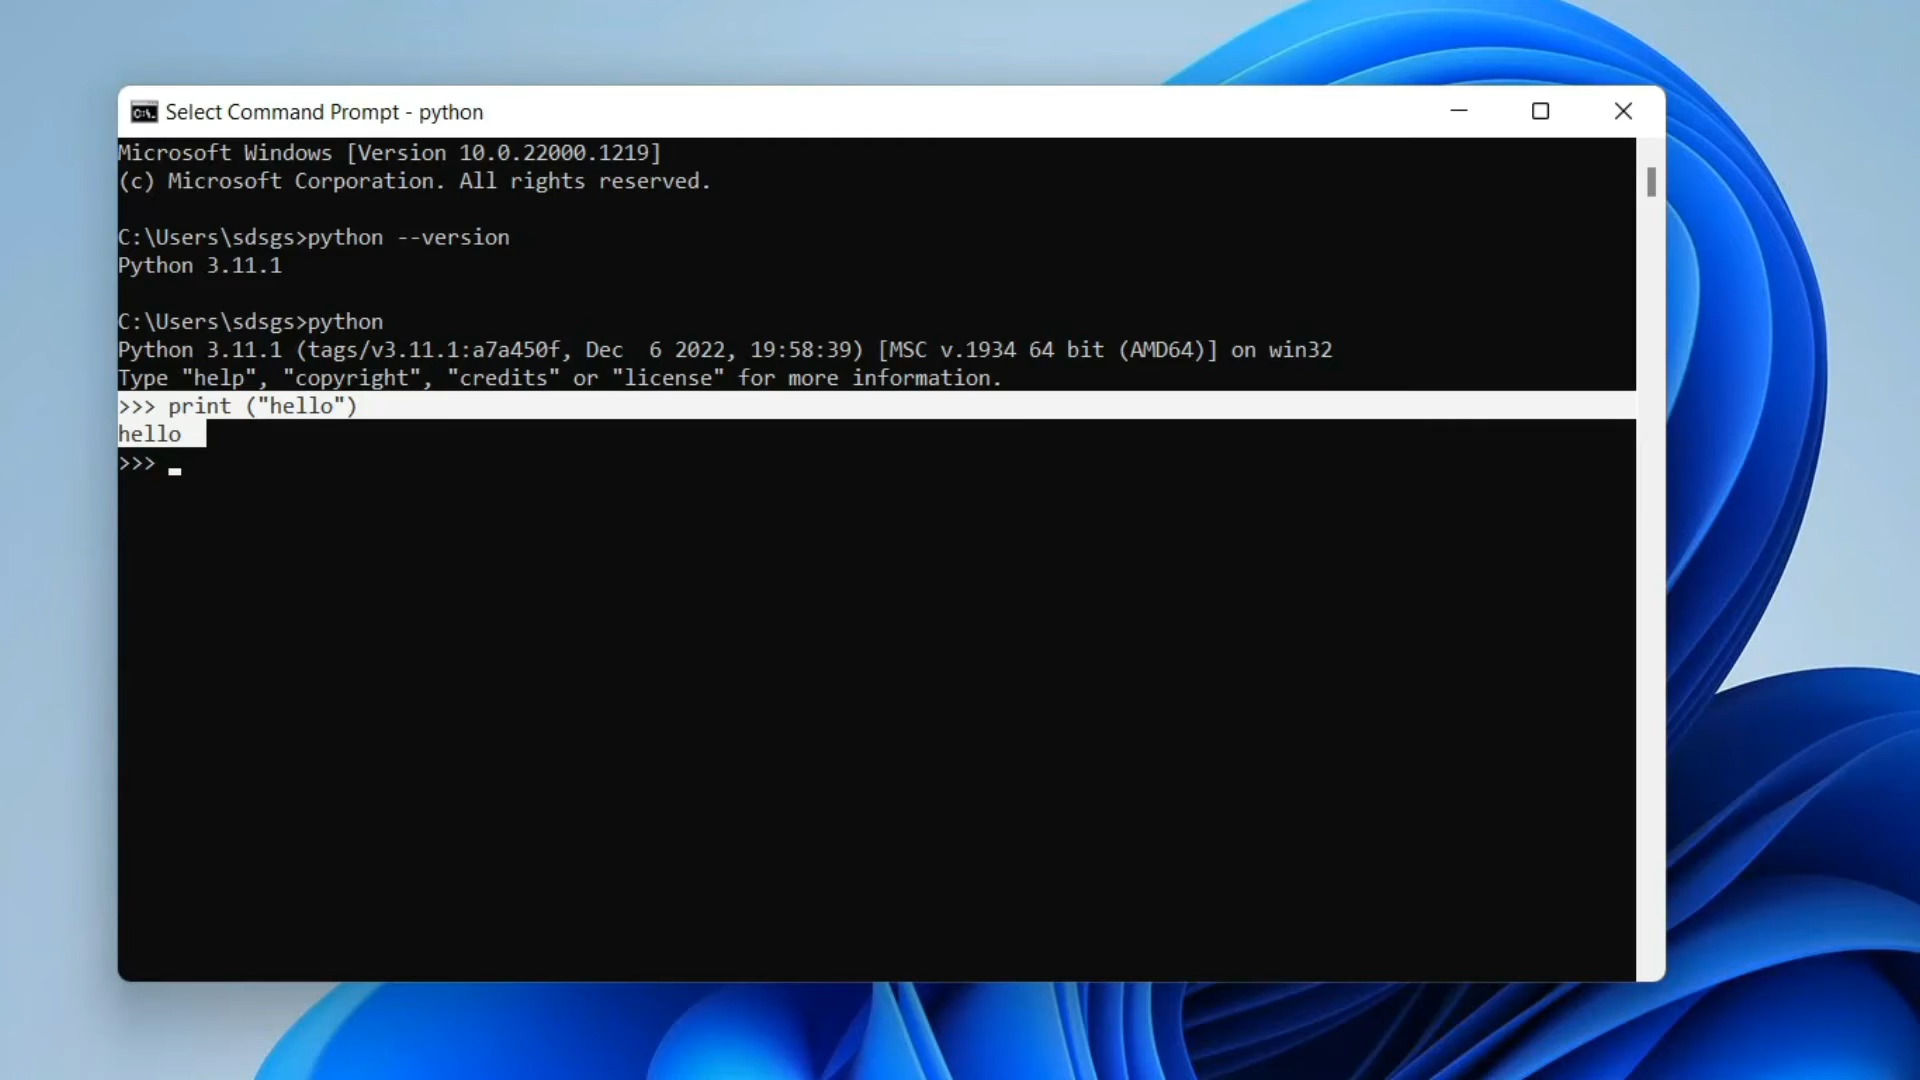 Select Command Prompt - python
Microsoft Windows [Version 10.0.22000.1219]
(c) Microsoft Corporation. All rights reserved.
C:\Users\sdsgs>python --version
Python 3.11.1
C:\Users\sdsgs>python
Python 3.11.1 (tags/v3.11.1:a7a450f, Dec  6 2022, 19:58:39) [MSC v.1934 64 bit (AMD64)] on win32
Type "help", "copyright", "credits" or "license" for more information.
>>> print ("hello")
hello
>>>